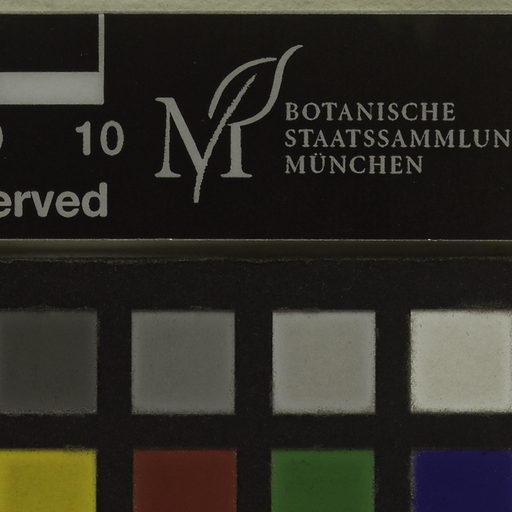 10
erved
BOTANISCHE
STAATSSAMMLUN
MÜNCHEN